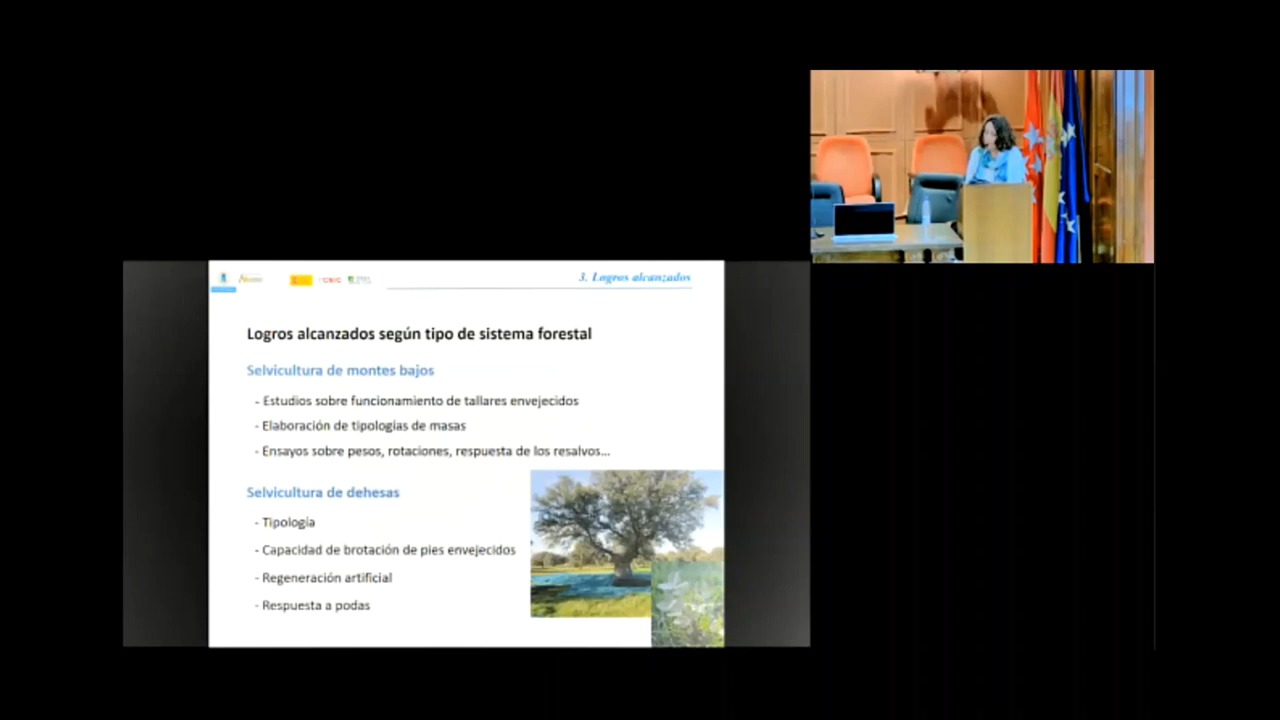 3. Logros alcanzados
Logros alcanzados según tipo de sistema forestal
Selvicultura de montes bajos
- Estudios sobre funcionamiento de tallares envejecidos
- Elaboración de tipologías de masas
- Ensayos sobre pesos, rotaciones, respuesta de los resalvos...
Selvicultura de dehesas
- Tipología
- Capacidad de brotación de pies envejecidos
- Regeneración artificial
- Respuesta a podas